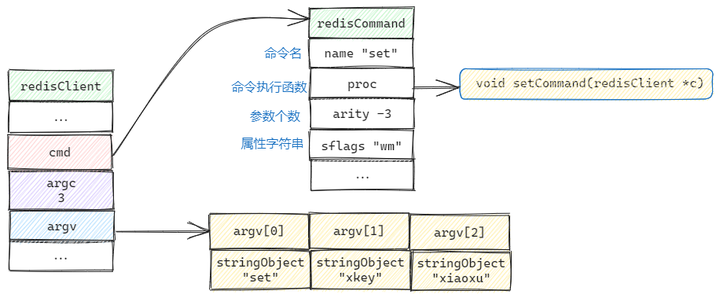 redisCommand
命令名
name "set"
命令执行函数
proc
void setCommand(redisClient *c)
参数个数
arity -3
属性字符串
sflags "wm"
...
redisClient
...
cmd
argc
3
argv
...
argv[0]
argv[1]
argv[2]
stringObject
"set"
stringObject
"xkey"
stringObject
"xiaoxu"